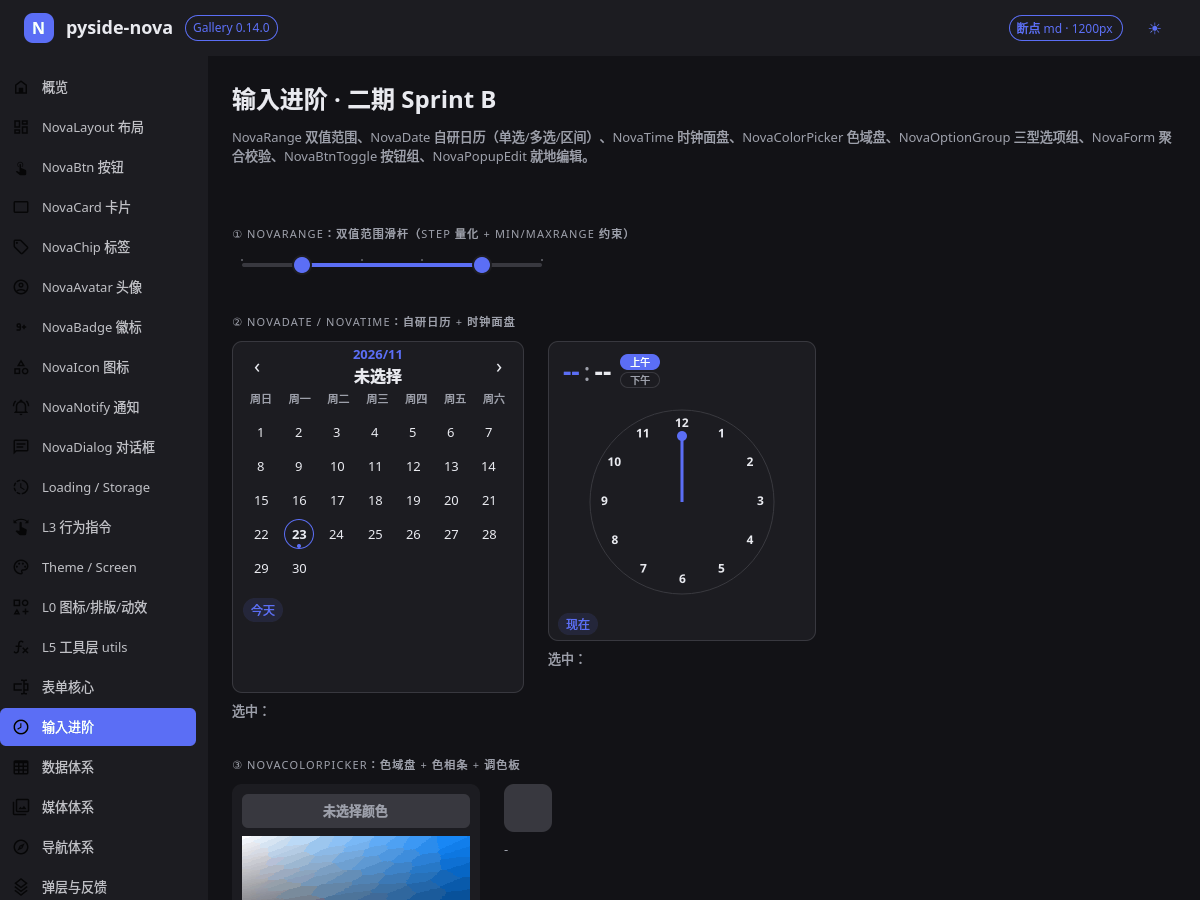 N pyside-nova Gallery 0.14.0 断点 md · 1200px
概览
NovaLayout 布局
NovaBtn 按钮
NovaCard 卡片
NovaChip 标签
NovaAvatar 头像
9+ NovaBadge 徽标
NovaIcon 图标
NovaNotify 通知
NovaDialog 对话框
Loading / Storage
L3 行为指令
Theme / Screen
L0 图标/排版/动效
L5 工具层 utils
表单核心
输入进阶
数据体系
媒体体系
导航体系
弹层与反馈
输入进阶 · 二期 Sprint B
NovaRange 双值范围、NovaDate 自研日历（单选/多选/区间）、NovaTime 时钟面盘、NovaColorPicker 色域盘、NovaOptionGroup 三型选项组、NovaForm 聚
合校验、NovaBtnToggle 按钮组、NovaPopupEdit 就地编辑。
① NOVARANGE：双值范围滑杆（STEP 量化 + MIN/MAXRANGE 约束）
② NOVADATE / NOVATIME：自研日历 + 时钟面盘
‹ 2026/11 ›
未选择
周日 周一 周二 周三 周四 周五 周六
1 2 3 4 5 6 7
8 9 10 11 12 13 14
15 16 17 18 19 20 21
22 23 24 25 26 27 28
29 30
今天
选中：
--:-- 上午
下午
12
11 1
10 2
9 3
8 4
7 5
6
现在
选中：
③ NOVACOLORPICKER：色域盘 + 色相条 + 调色板
未选择颜色
-